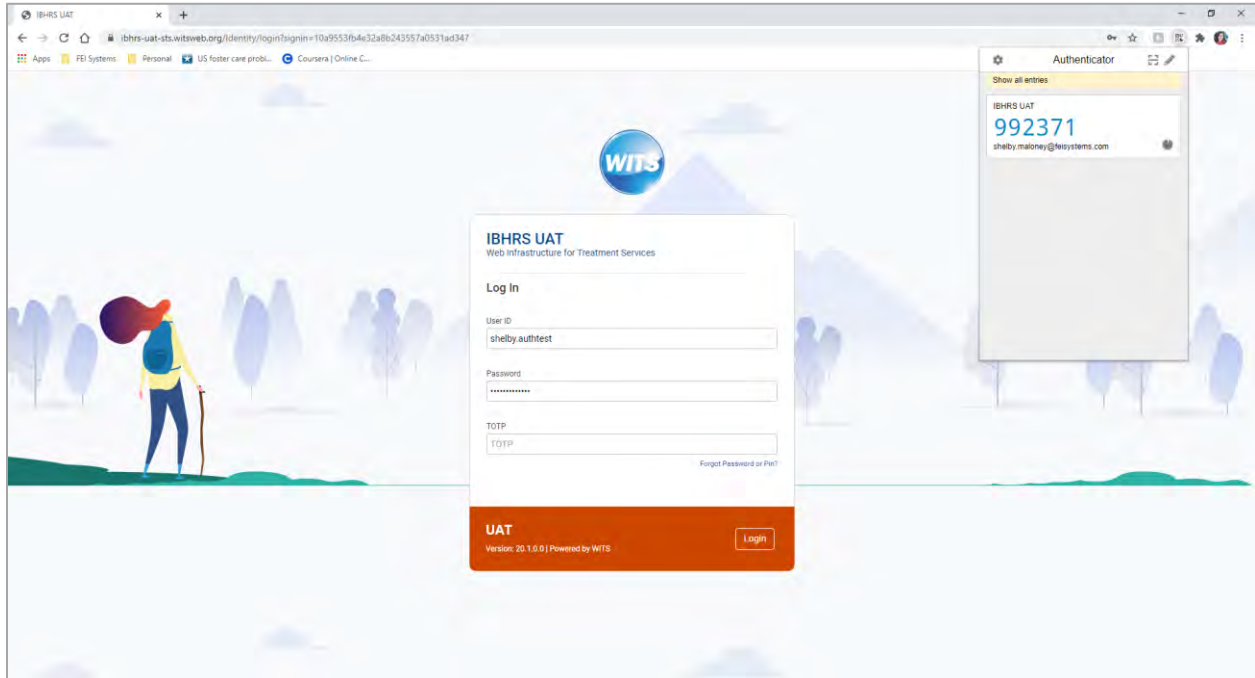 IBHRS UAT
ibhrs-uat-sts.witsweb.org/Identity/login?signin=10a9553fb4e32a8b243557a0531ad347
Apps FEI Systems Personal US foster care probl... Coursera | Online C...
Authenticator
Show all entries
IBHRS UAT
992371
shelby.maloney@feisystems.com
WITS
IBHRS UAT
Web Infrastructure for Treatment Services
Log In
User ID
shelby.authtest
Password
TOTP
TOTP
Forgot Password or Pin?
UAT
Version: 20.1.0.0 | Powered by WITS
Login